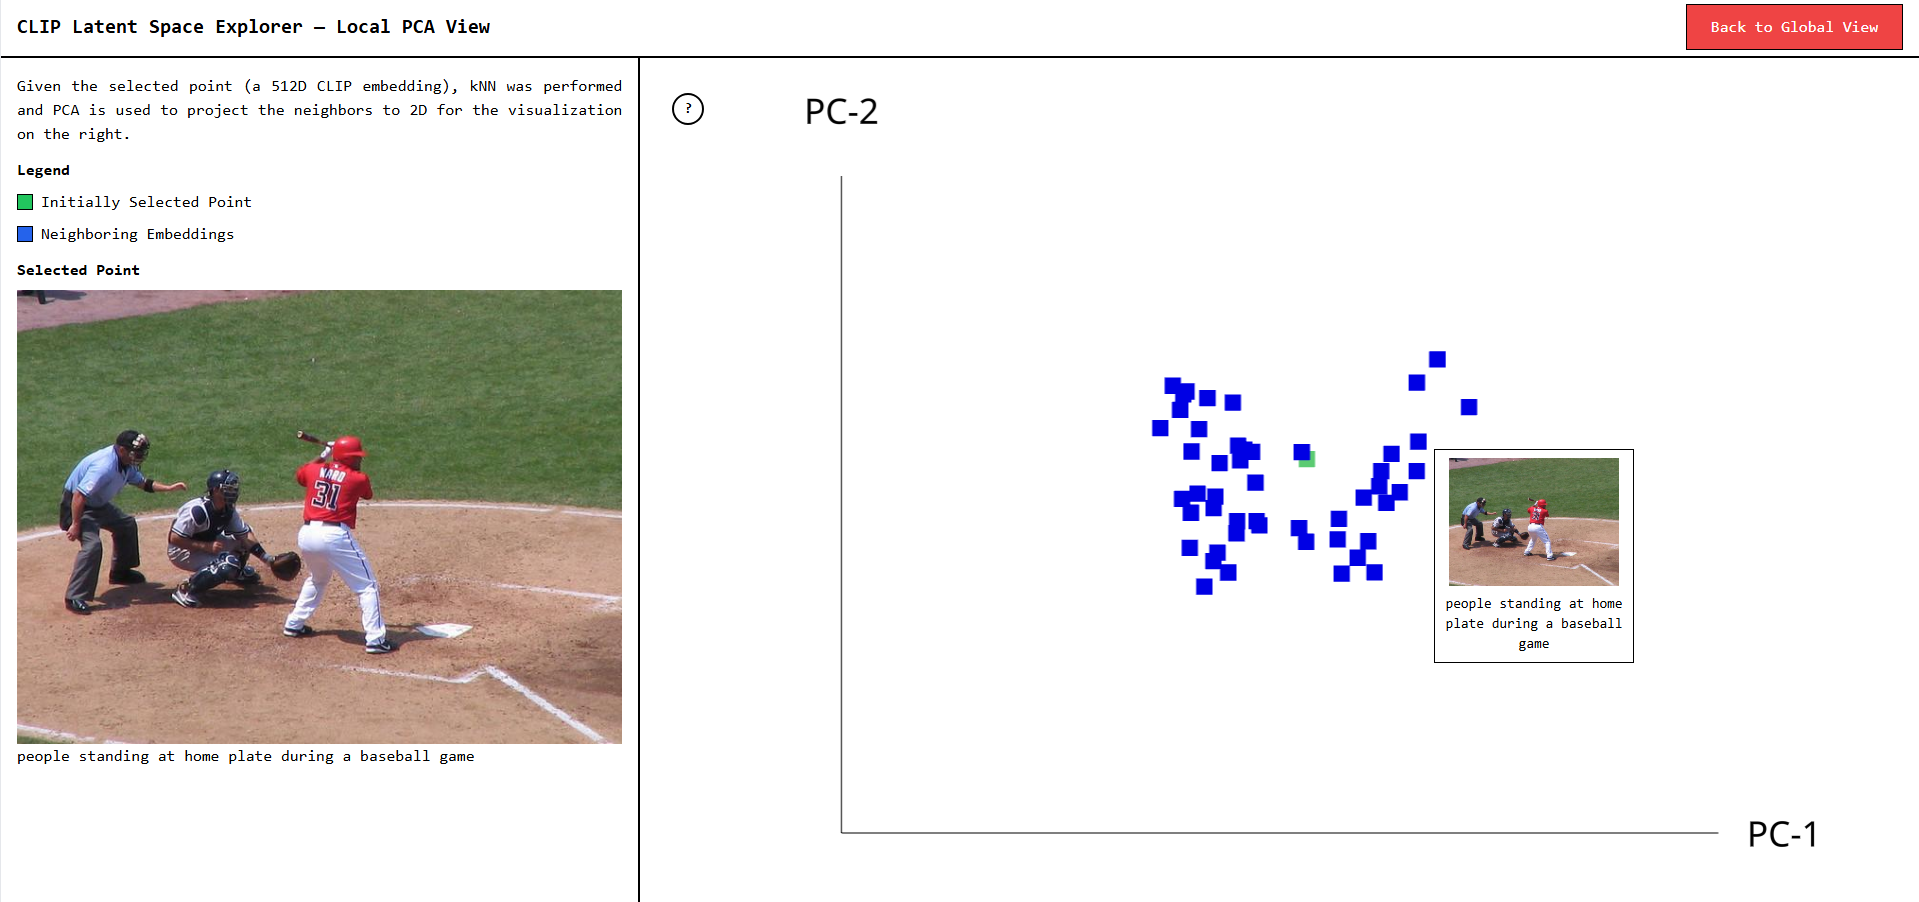 CLIP Latent Space Explorer — Local PCA View
Back to Global View
Given the selected point (a 512D CLIP embedding), kNN was performed
and PCA is used to project the neighbors to 2D for the visualization
on the right.
Legend
Initially Selected Point
Neighboring Embeddings
Selected Point
31
people standing at home plate during a baseball game
?
PC-2
people standing at home
plate during a baseball
game
PC-1